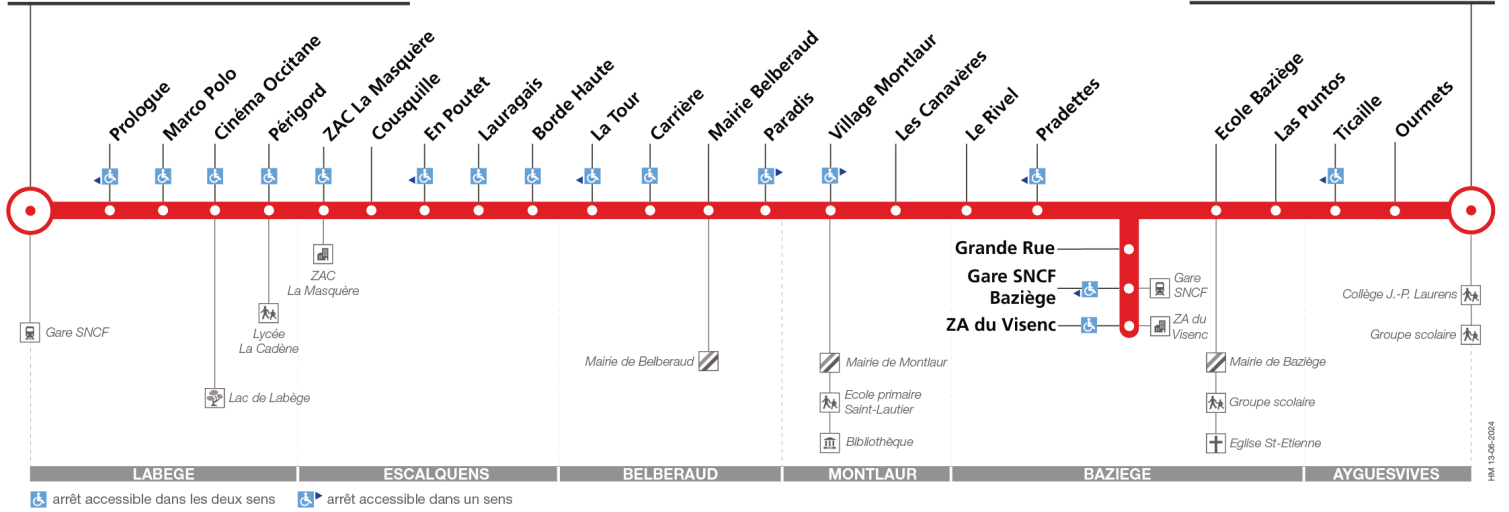 Prologue
Marco Polo
Cinéma Occitane
Périgord
ZAC La Masquère
Cousquille
En Poutet
Lauragais
Borde Haute
La Tour
Carrière
Mairie Belberaud
Paradis
Village Montlaur
Les Canavères
Le Rivel
Pradettes
Ecole Baziège
Las Puntos
Ticaille
Ourmets
Grande Rue
Gare SNCF
Baziège
ZA du Visenc
Gare
SNCF
ZA du
Visenc
Gare SNCF
Lac de Labège
Lycée
La Cadène
ZAC
La Masquère
Mairie de Belberaud
Mairie de Montlaur
Ecole primaire
Saint-Lautier
Bibliothèque
Mairie de Baziège
Groupe scolaire
Eglise St-Etienne
Collège J.-P. Laurens
Groupe scolaire
LABEGE
ESCALQUENS
BELBERAUD
MONTLAUR
BAZIEGE
AYGUESVIVES
arrêt accessible dans les deux sens
arrêt accessible dans un sens
HM 13-06-2024